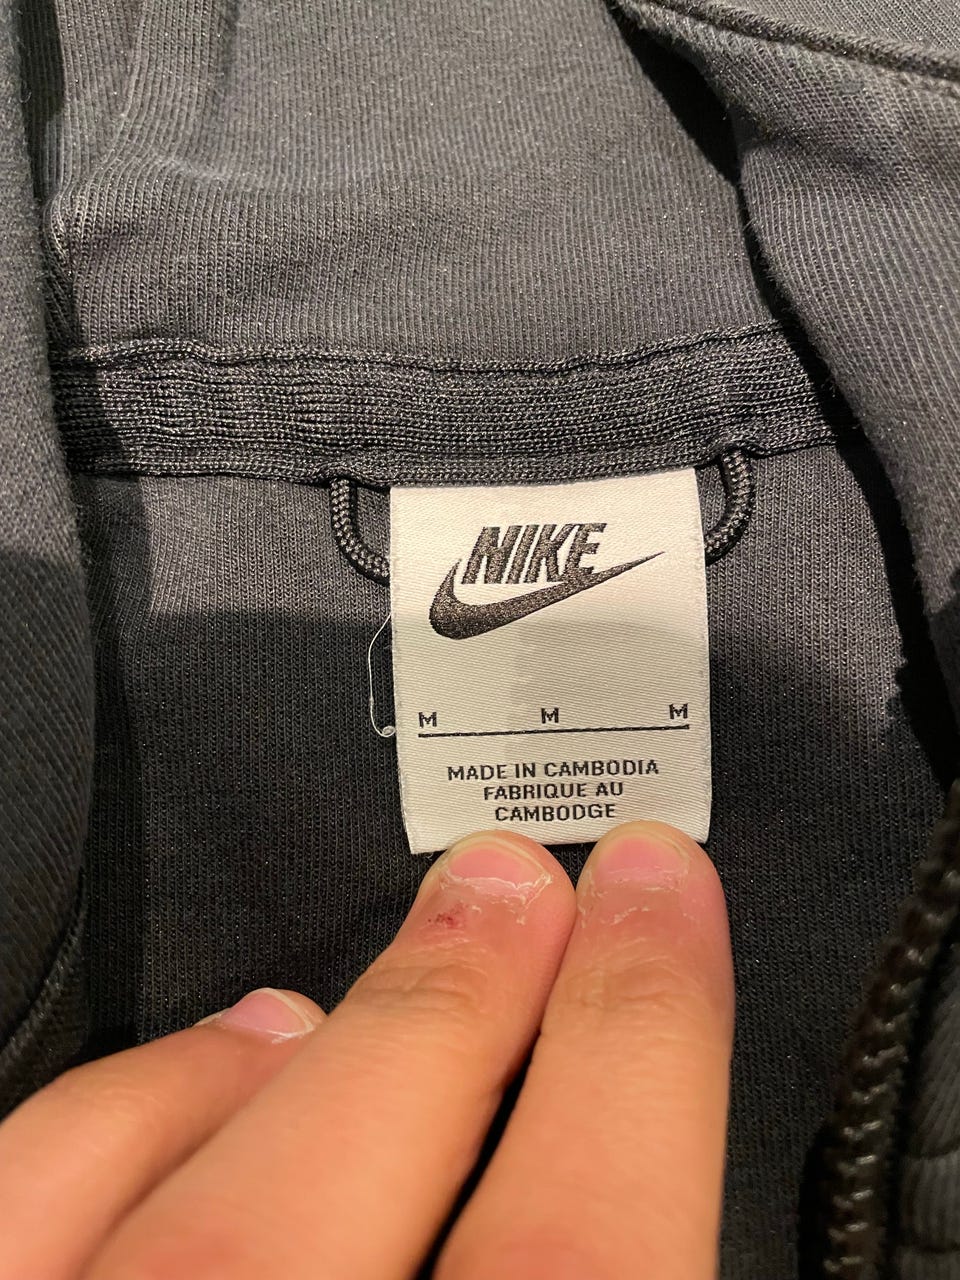 NIKE
M M M
MADE IN CAMBODIA
FABRIQUE AU
CAMBODGE